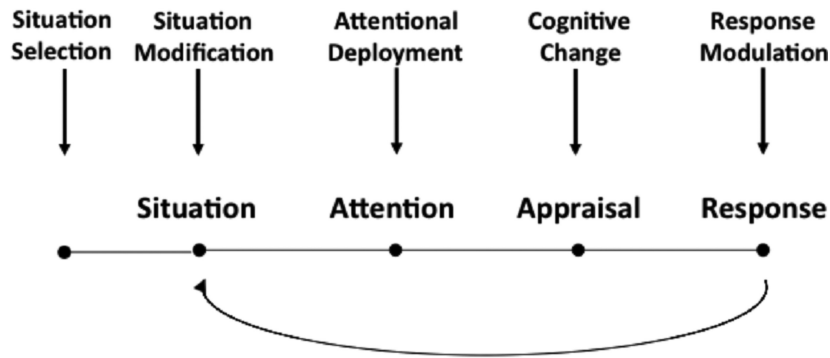 Situation
Selection
Situation
Modification
Attentional
Deployment
Cognitive
Change
Response
Modulation
Situation
Attention
Appraisal
Response